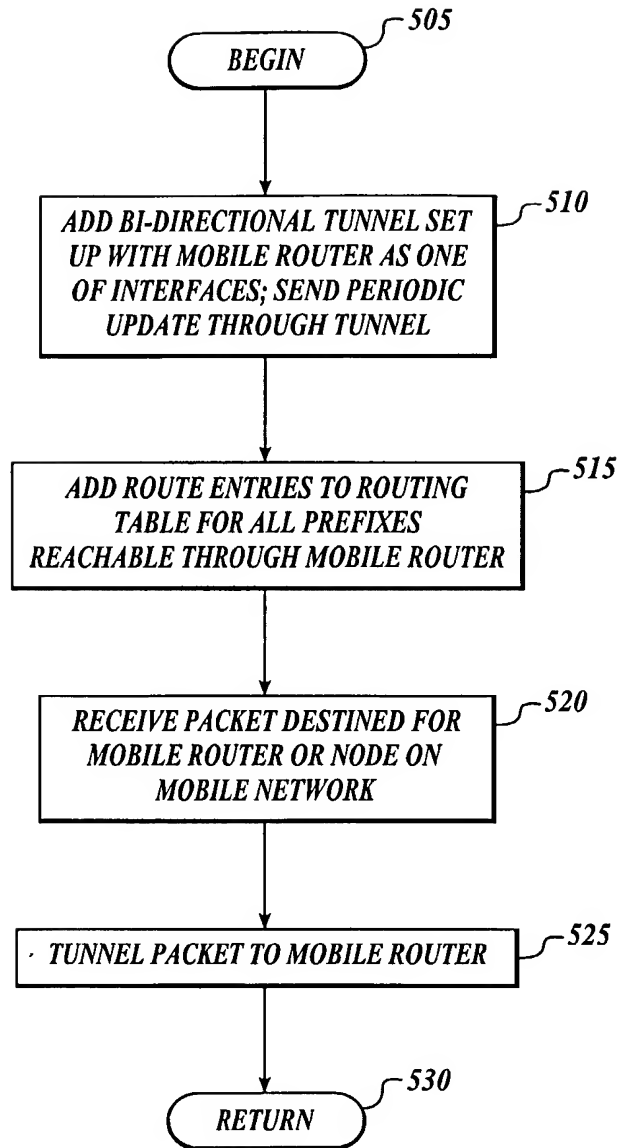 505
BEGIN
510
ADD BI-DIRECTIONAL TUNNEL SET
UP WITH MOBILE ROUTER AS ONE
OF INTERFACES; SEND PERIODIC
UPDATE THROUGH TUNNEL
515
ADD ROUTE ENTRIES TO ROUTING
TABLE FOR ALL PREFIXES
REACHABLE THROUGH MOBILE ROUTER
520
RECEIVE PACKET DESTINED FOR
MOBILE ROUTER OR NODE ON
MOBILE NETWORK
525
TUNNEL PACKET TO MOBILE ROUTER
530
RETURN